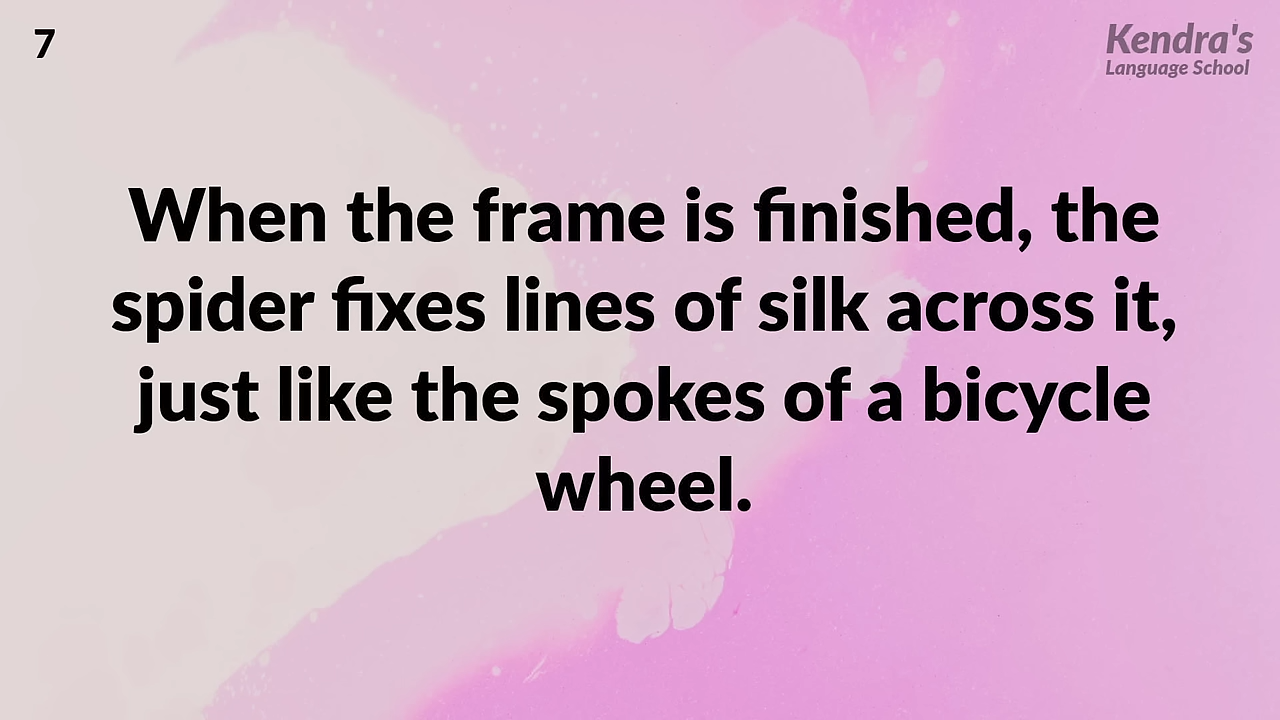 7
Kendra's
Language School
When the frame is finished, the
spider fixes lines of silk across it,
just like the spokes of a bicycle
wheel.